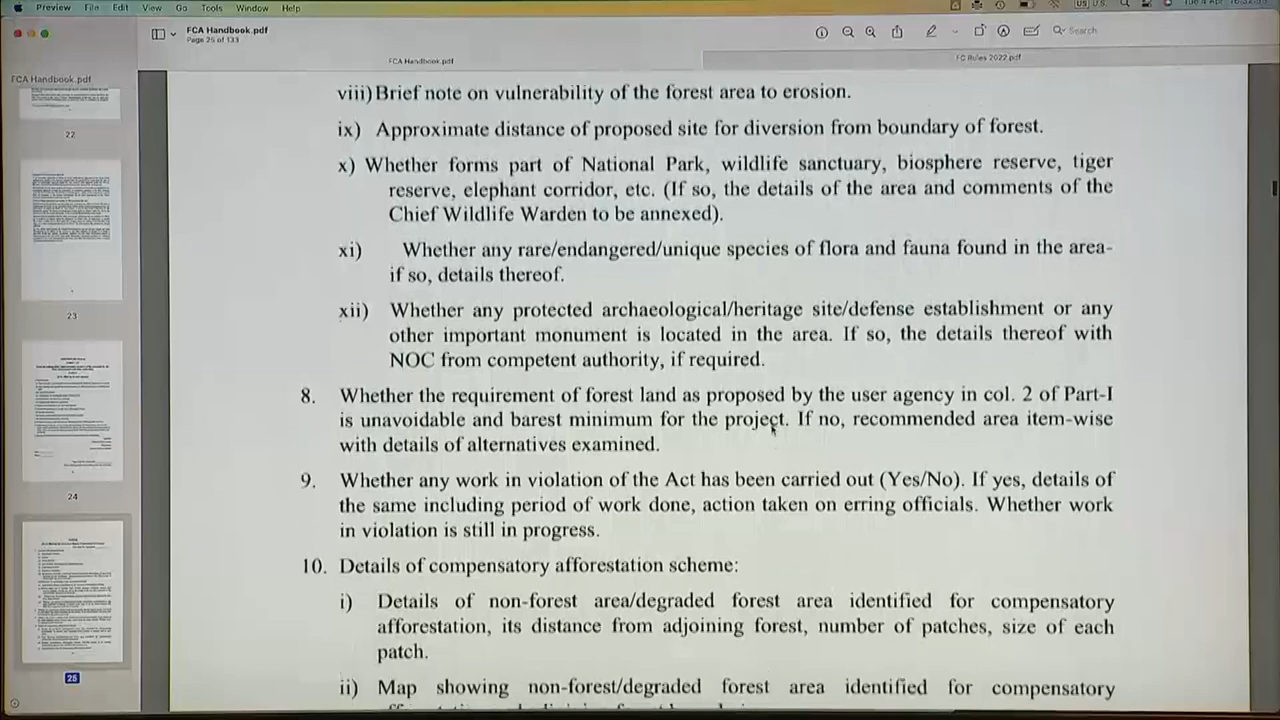 Preview File Edit View Go Tools Window Help
FCA Handbook.pdf
Page 25 of 133
Search
FCA Handbook.pdf
FC Rules 2022.pdf
FCA Handbook.pdf
22
23
24
25
viii) Brief note on vulnerability of the forest area to erosion.
ix) Approximate distance of proposed site for diversion from boundary of forest.
x) Whether forms part of National Park, wildlife sanctuary, biosphere reserve, tiger
reserve, elephant corridor, etc. (If so, the details of the area and comments of the
Chief Wildlife Warden to be annexed).
xi) Whether any rare/endangered/unique species of flora and fauna found in the area-
if so, details thereof.
xii) Whether any protected archaeological/heritage site/defense establishment or any
other important monument is located in the area. If so, the details thereof with
NOC from competent authority, if required.
8. Whether the requirement of forest land as proposed by the user agency in col. 2 of Part-I
is unavoidable and barest minimum for the project. If no, recommended area item-wise
with details of alternatives examined.
9. Whether any work in violation of the Act has been carried out (Yes/No). If yes, details of
the same including period of work done, action taken on erring officials. Whether work
in violation is still in progress.
10. Details of compensatory afforestation scheme:
i) Details of non-forest area/degraded forest area identified for compensatory
afforestation, its distance from adjoining forest, number of patches, size of each
patch.
ii) Map showing non-forest/degraded forest area identified for compensatory